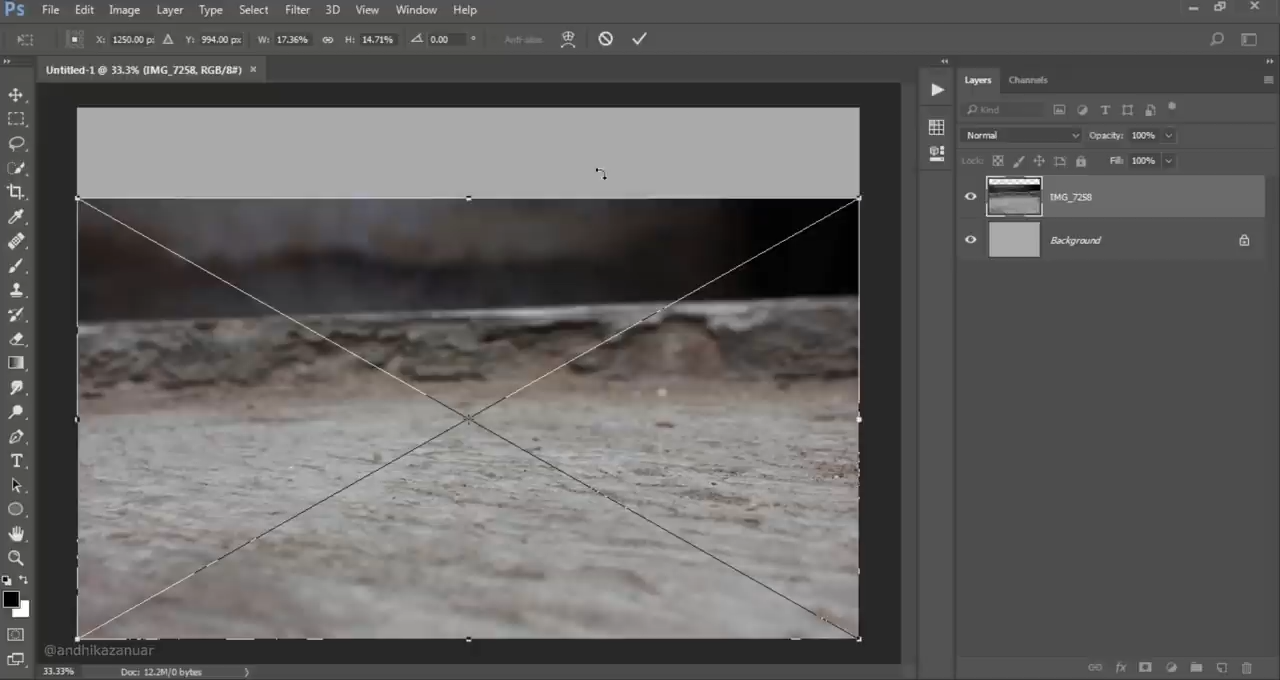 Ps File Edit Image Layer Type Select Filter 3D View Window Help
X: 1250.00 p: Y: 994.00 px W: 17.36% H: 14.71% 0.00 ° Anti-alias
Untitled-1 @ 33.3% (IMG_7258, RGB/8#) ×
Layers Channels
Kind
Normal Opacity: 100%
Lock: Fill: 100%
IMG_7258
Background
@andhikazanuar
33.33% Doc: 12.2M/0 bytes